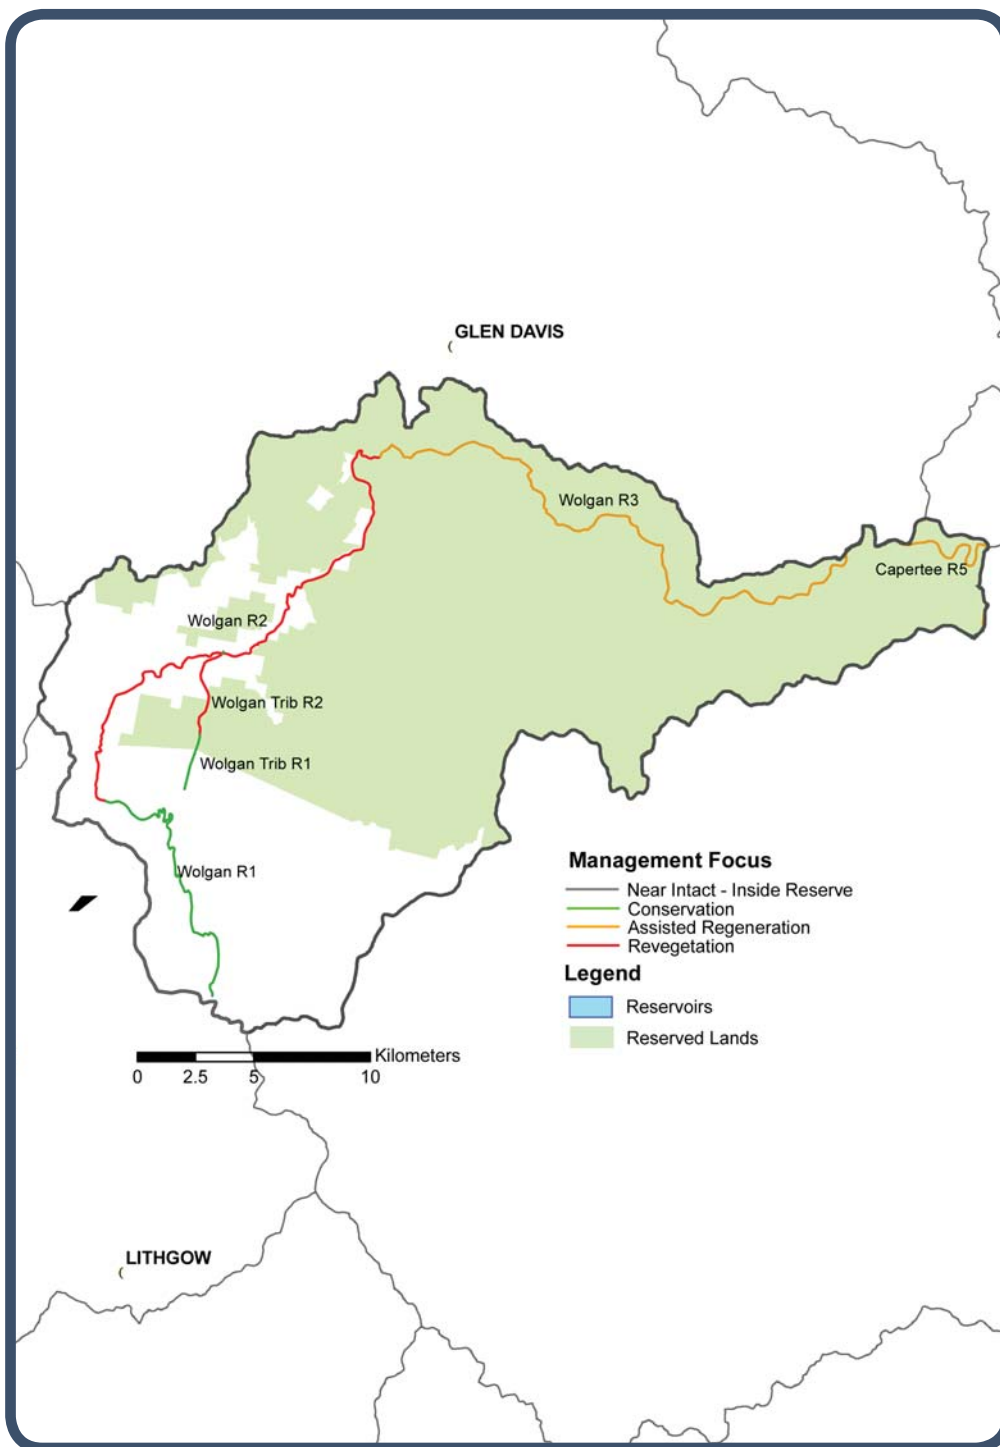 GLEN DAVIS
Wolgan R3
Capertee R5
Wolgan R2
Wolgan Trib R2
Wolgan Trib R1
Wolgan R1
Management Focus
Near Intact - Inside Reserve
Conservation
Assisted Regeneration
Revegetation
Legend
Reservoirs
Reserved Lands
Kilometers
0 2.5 5 10
LITHGOW